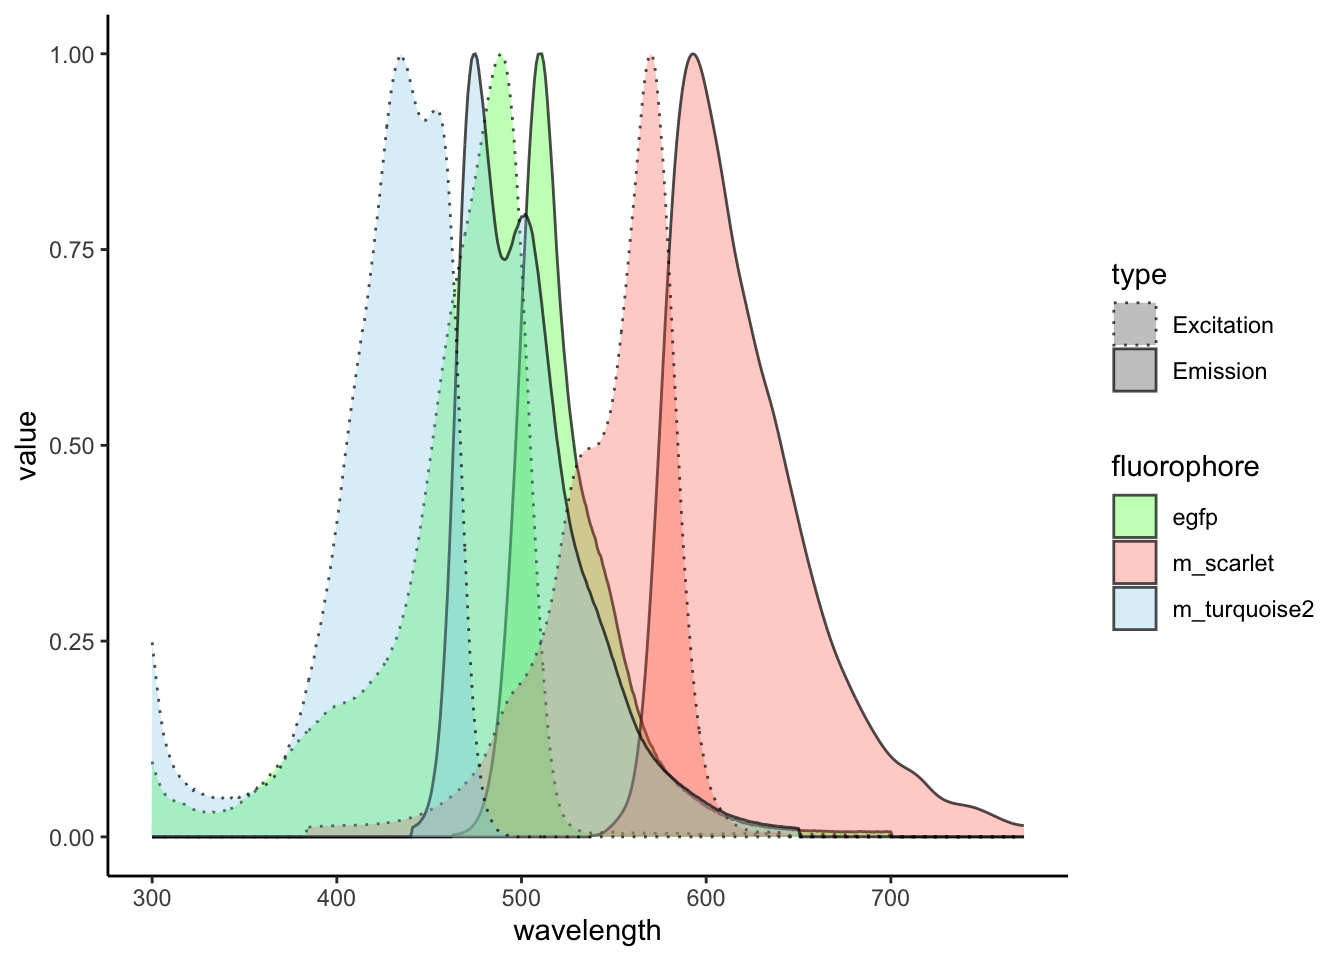 1.00
0.75
0.50
0.25
0.00
value
300 400 500 600 700
wavelength
type
Excitation
Emission
fluorophore
egfp
m_scarlet
m_turquoise2